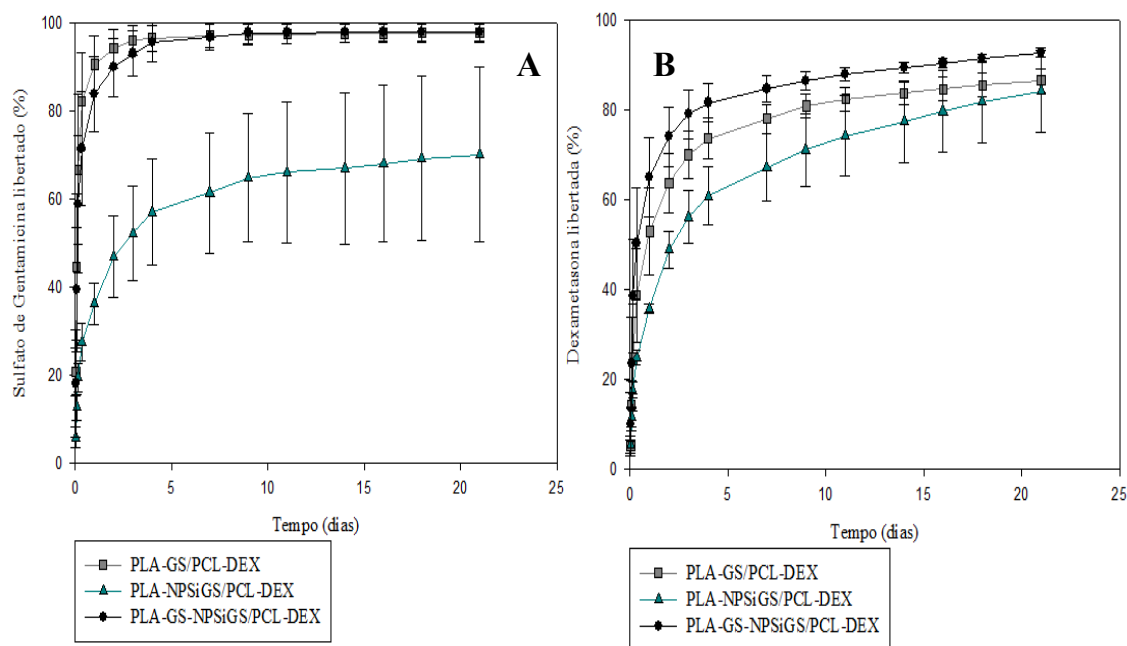 A
Sulfato de Gentamicina libertado (%)
100
80
60
40
20
0
0 5 10 15 20 25
Tempo (dias)
PLA-GS/PCL-DEX
PLA-NPSiGS/PCL-DEX
PLA-GS-NPSiGS/PCL-DEX
B
Dexametasona libertada (%)
100
80
60
40
20
0
0 5 10 15 20 25
Tempo (dias)
PLA-GS/PCL-DEX
PLA-NPSiGS/PCL-DEX
PLA-GS-NPSiGS/PCL-DEX